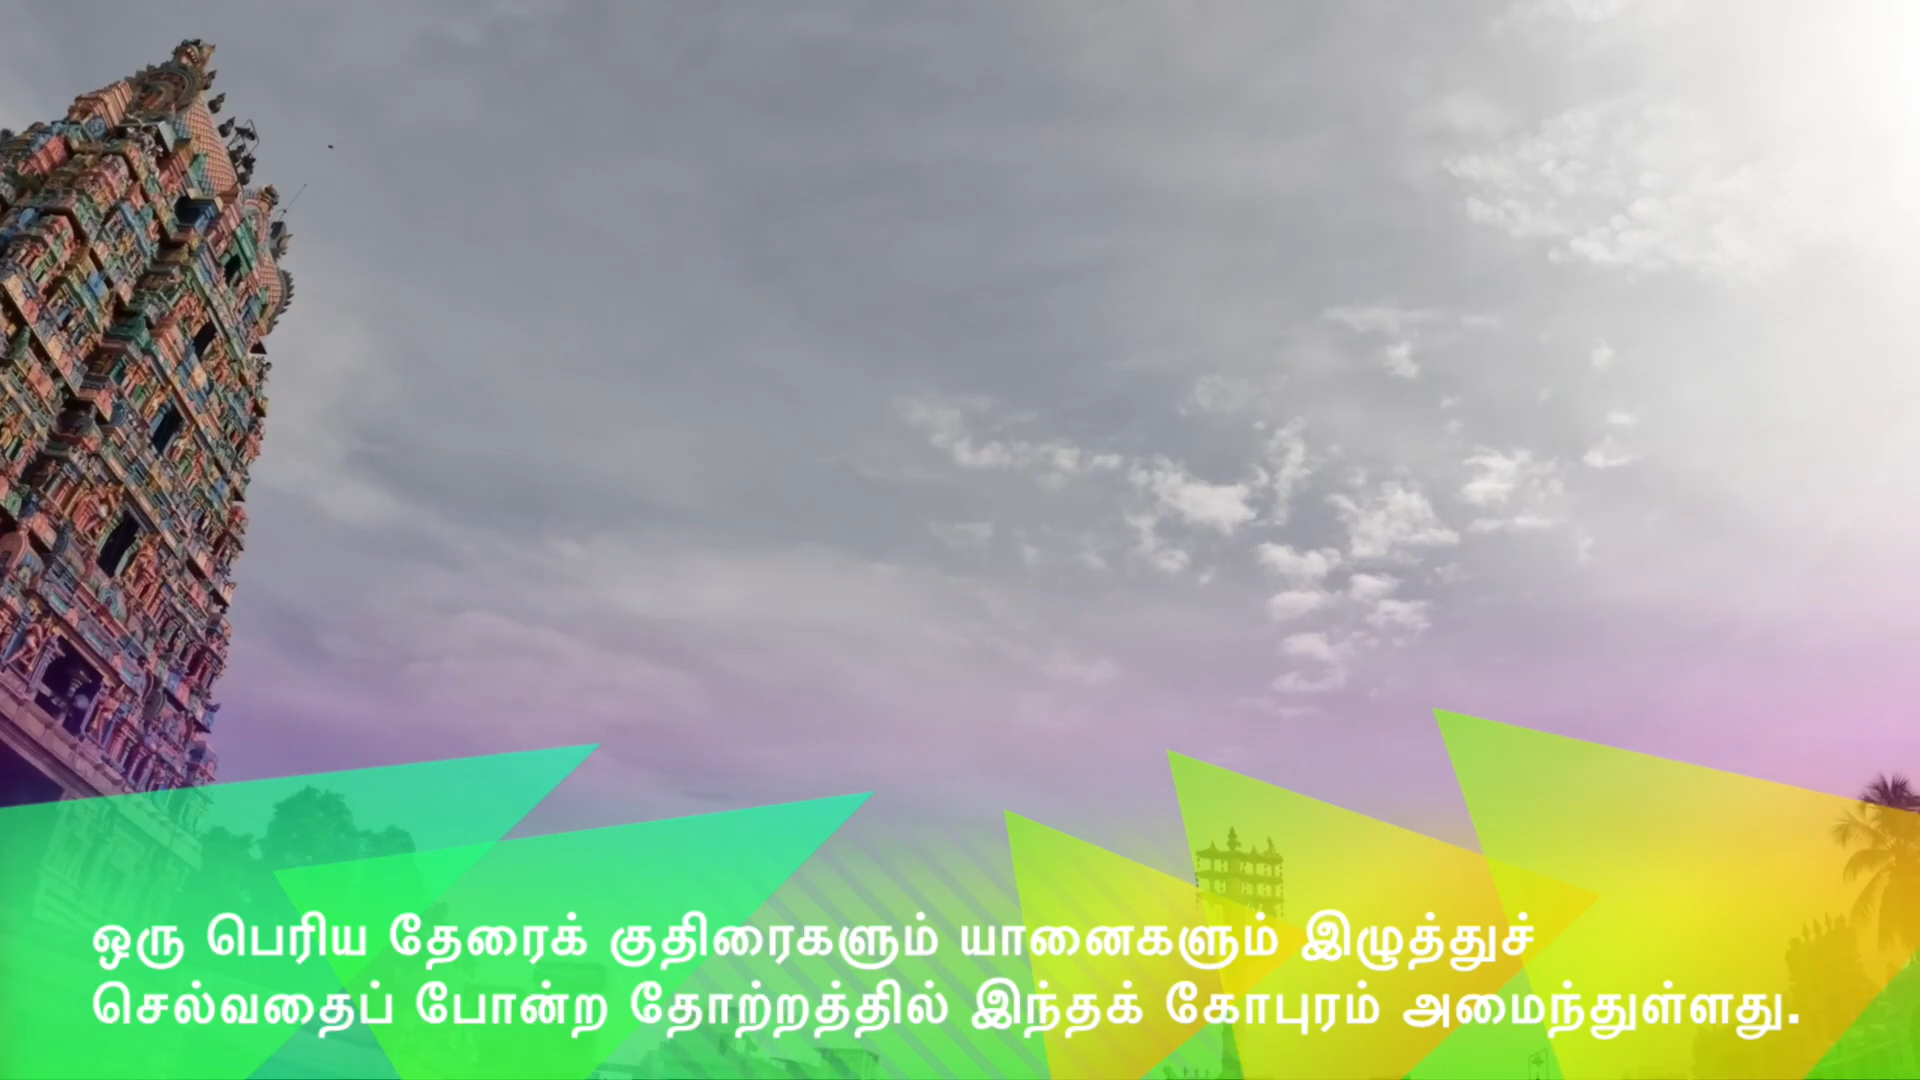 ஒரு பெரிய தேரைக் குதிரைகளும் யானைகளும் இழுத்துச்
செல்வதைப் போன்ற தோற்றத்தில் இந்தக் கோபுரம் அமைந்துள்ளது.